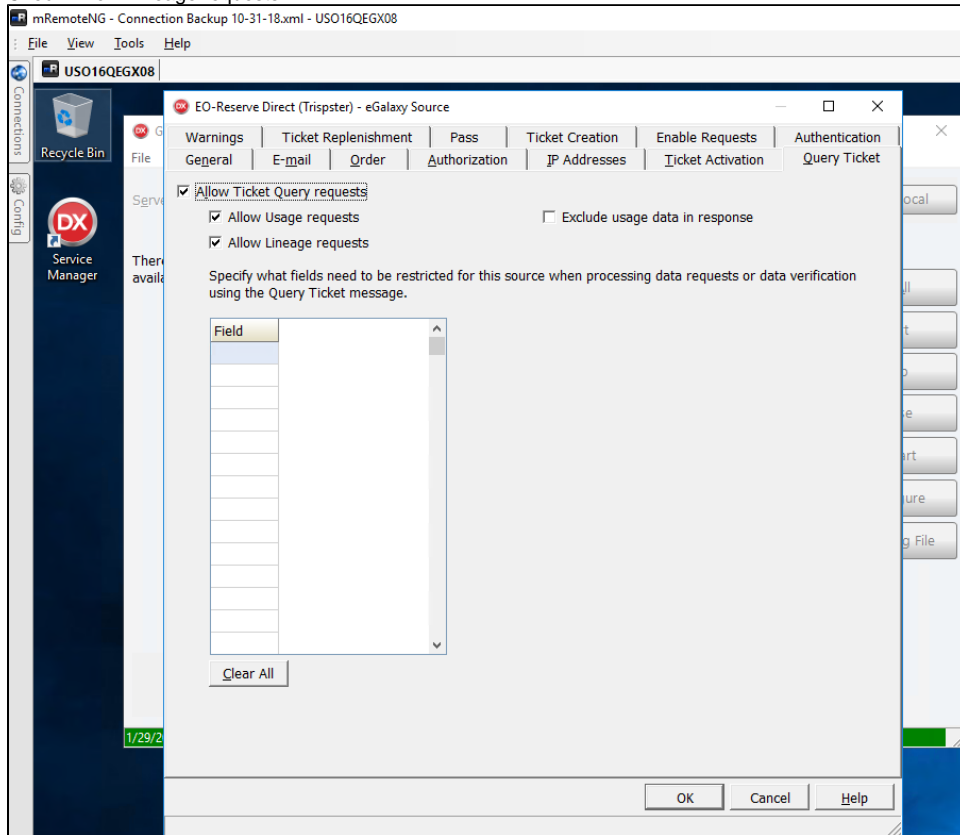 mRemoteNG - Connection Backup 10-31-18.xml - USO16QEGX08
File View Tools Help
USO16QEGX08
Connections
Config
Recycle Bin
DX
Service
Manager
File
EO-Reserve Direct (Trispster) - eGalaxy Source
Warnings Ticket Replenishment Pass Ticket Creation Enable Requests Authentication
General E-mail Order Authorization IP Addresses Ticket Activation Query Ticket
Allow Ticket Query requests
Allow Usage requests Exclude usage data in response
Allow Lineage requests
Specify what fields need to be restricted for this source when processing data requests or data verification
using the Query Ticket message.
Field
Clear All
1/29/2
OK Cancel Help